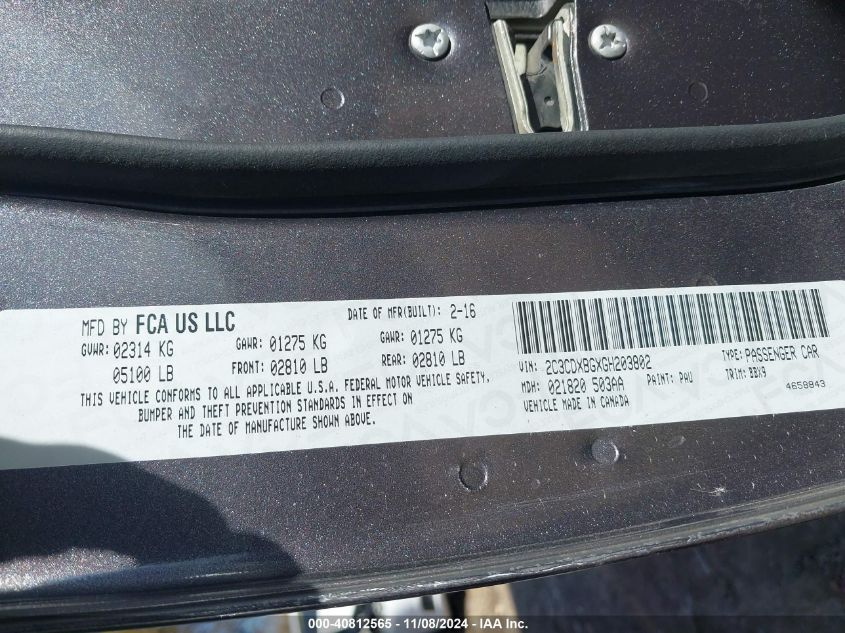 MFD BY FCA US LLC
DATE OF MFR(BUILT): 2-16
GVWR: 02314 KG
GAWR: 01275 KG
GAWR: 01275 KG
05100 LB
FRONT: 02810 LB
REAR: 02810 LB
THIS VEHICLE CONFORMS TO ALL APPLICABLE U.S.A. FEDERAL MOTOR VEHICLE SAFETY,
BUMPER AND THEFT PREVENTION STANDARDS IN EFFECT ON
THE DATE OF MANUFACTURE SHOWN ABOVE.
VIN: 2C3CDXBGXGH203802
TYPE: PASSENGER CAR
MDH: 021820 503AA
PAINT: PAU
TRIM: BBX9
VEHICLE MADE IN CANADA
4658843
000-40812565 - 11/08/2024 - IAAI Inc.